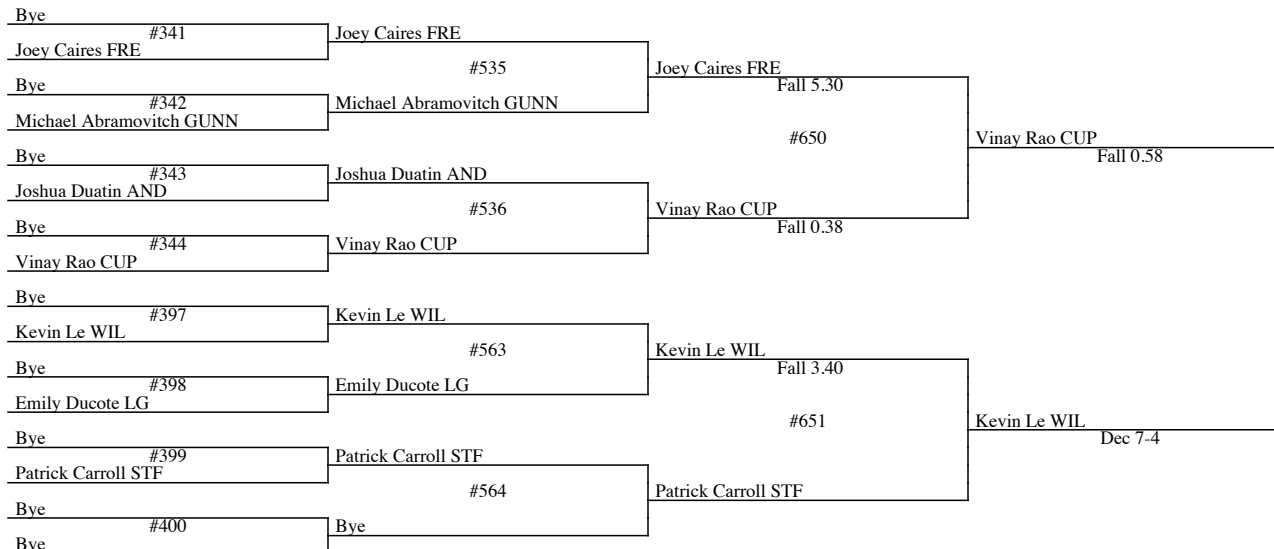 Bye
#341
Joey Caires FRE
Joey Caires FRE
#535
Joey Caires FRE
Fall 5.30
Bye
#342
Michael Abramovitch GUNN
Michael Abramovitch GUNN
#650
Vinay Rao CUP
Fall 0.58
Bye
#343
Joshua Duatin AND
Joshua Duatin AND
#536
Vinay Rao CUP
Fall 0.38
Bye
#344
Vinay Rao CUP
Vinay Rao CUP
Bye
#397
Kevin Le WIL
Kevin Le WIL
#563
Kevin Le WIL
Fall 3.40
Bye
#398
Emily Ducote LG
Emily Ducote LG
#651
Kevin Le WIL
Dec 7-4
Bye
#399
Patrick Carroll STF
Patrick Carroll STF
#564
Patrick Carroll STF
Bye
#400
Bye
Bye